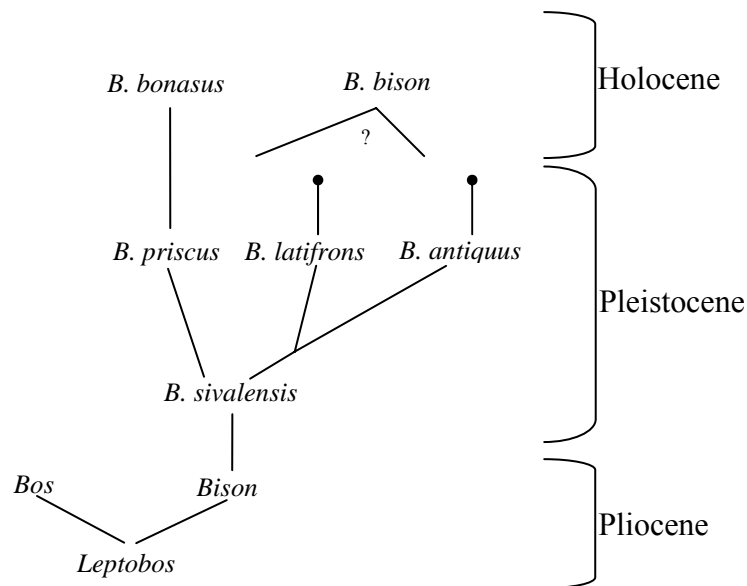 B. bonasus
B. bison
Holocene
?
B. priscus
B. latifrons
B. antiquus
Pleistocene
B. sivalensis
Bos
Bison
Pliocene
Leptobos